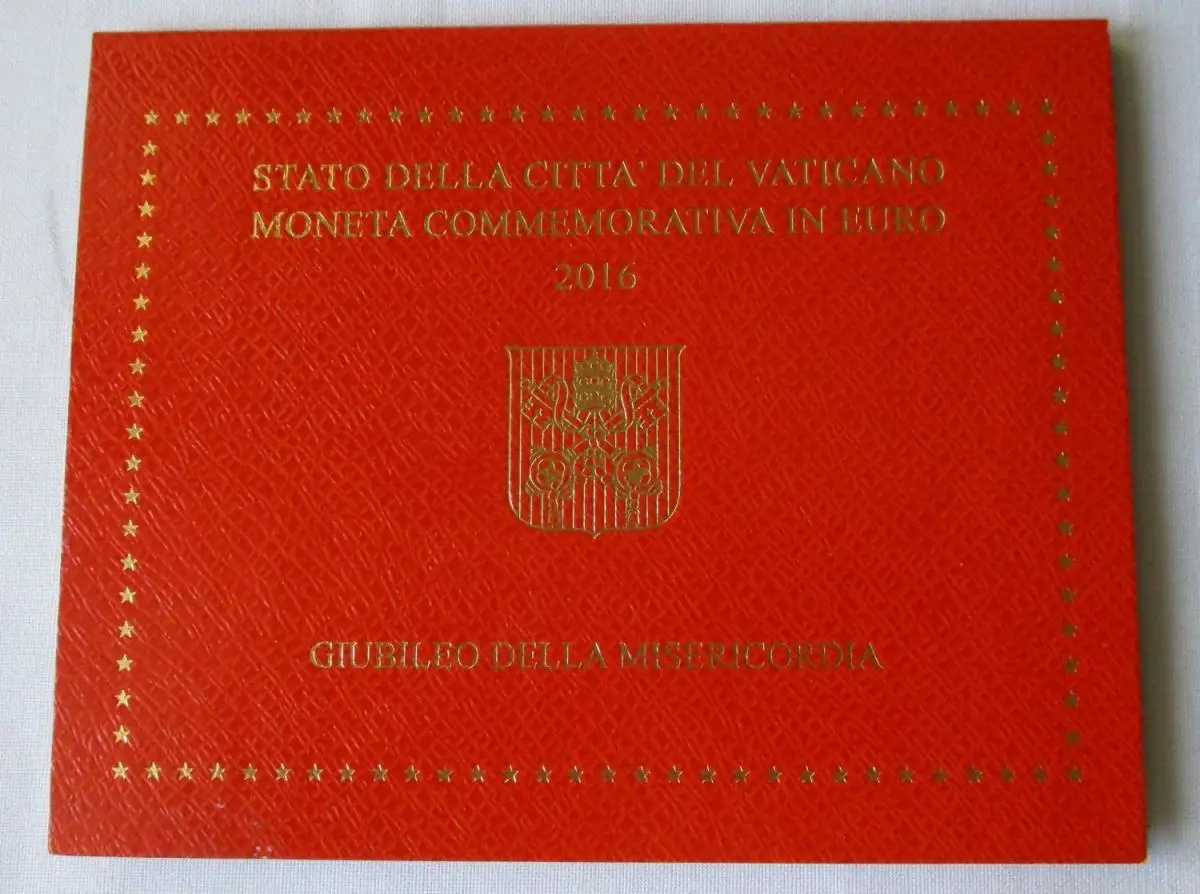 STATO DELLA CITTA' DEL VATICANO
MONETA COMMEMORATIVA IN EURO
2016
GIUBILEO DELLA MISERICORDIA